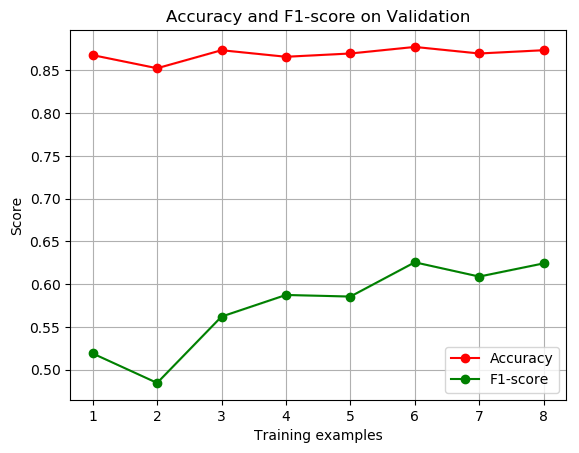 Accuracy and F1-score on Validation
0.85
0.80
0.75
0.70
0.65
0.60
0.55
0.50
Score
1 2 3 4 5 6 7 8
Training examples
Accuracy
F1-score